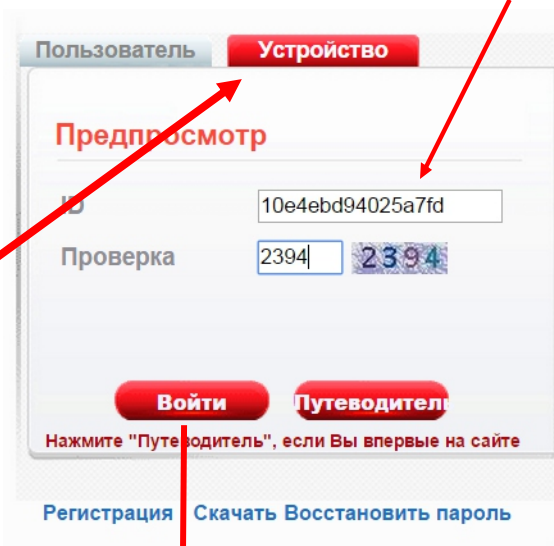 Пользователь Устройство
Предпросмотр
ID 10e4ebd94025a7fd
Проверка 2394 2394
Войти Путеводитель
Нажмите "Путеводитель", если Вы впервые на сайте
Регистрация Скачать Восстановить пароль